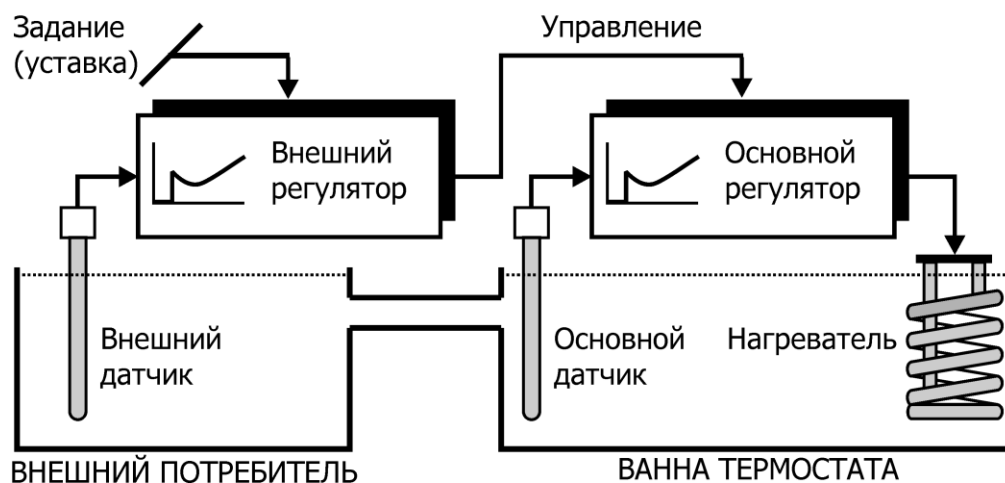 Задание
(уставка)
Управление
Внешний
регулятор
Основной
регулятор
Внешний
датчик
Основной
датчик
Нагреватель
ВНЕШНИЙ ПОТРЕБИТЕЛЬ
ВАННА ТЕРМОСТАТА